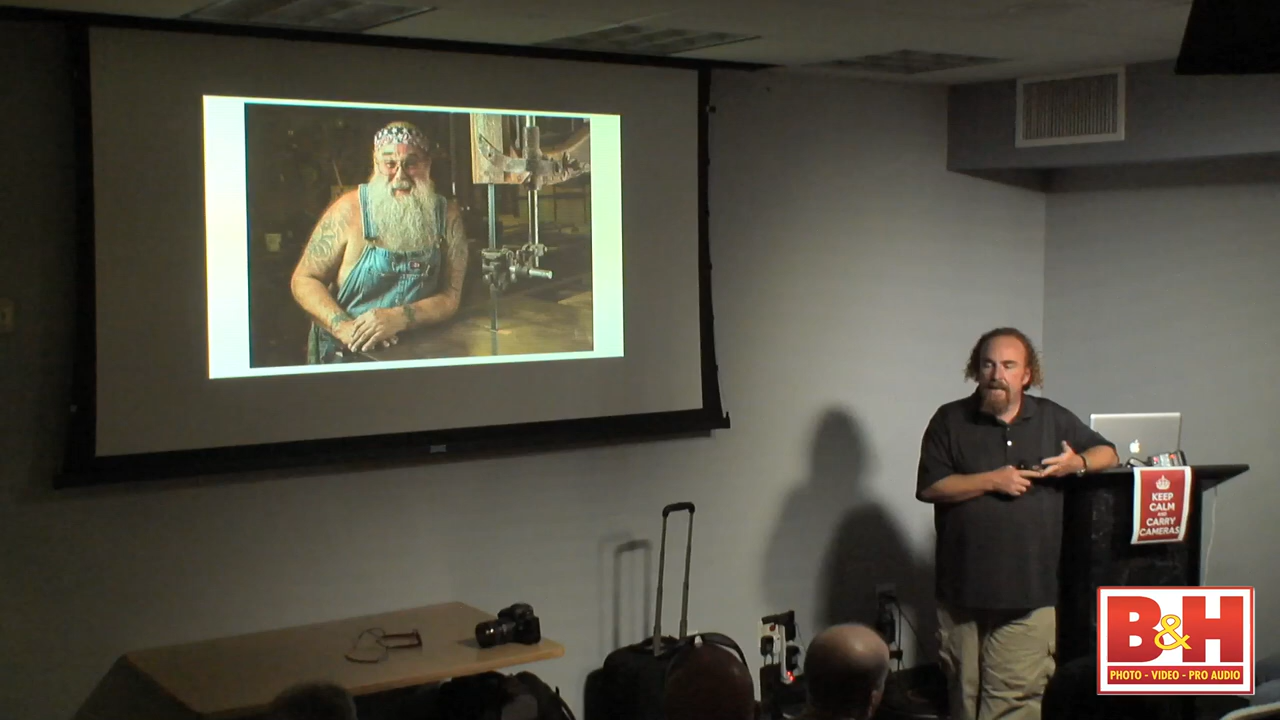 KEEP
CALM
AND
CARRY
CAMERAS
B&H
PHOTO - VIDEO - PRO AUDIO